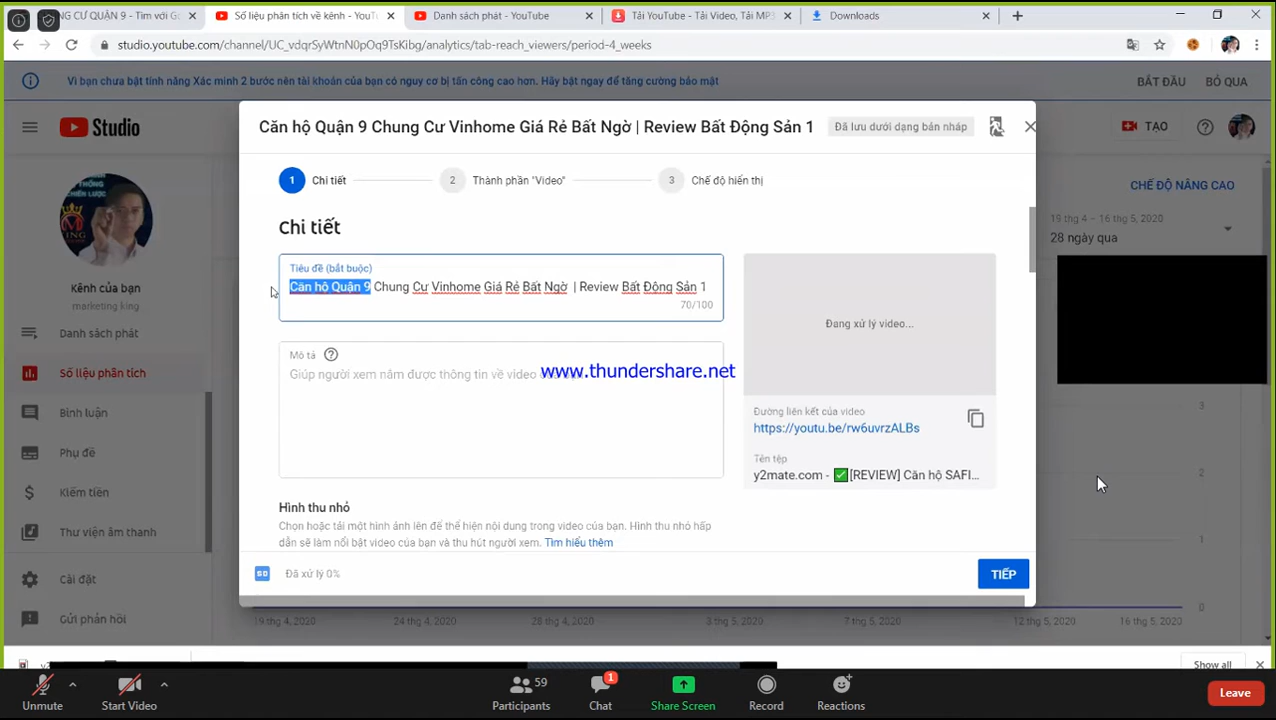 CƯ QUẬN 9 - Tìm với G
Số liệu phân tích về kênh - YouT
Danh sách phát - YouTube
Tải YouTube - Tải Video, Tải MP3
Downloads
studio.youtube.com/channel/UC_vdqrSyWtnN0pOq9TsKibg/analytics/tab-reach_viewers/period-4_weeks
Vì bạn chưa bật tính năng Xác minh 2 bước nên tài khoản của bạn có nguy cơ bị tấn công cao hơn. Hãy bật ngay để tăng cường bảo mật
BẮT ĐẦU
BỎ QUA
Studio
TẠO
Căn hộ Quận 9 Chung Cư Vinhome Giá Rẻ Bất Ngờ | Review Bất Động Sản 1
Đã lưu dưới dạng bản nháp
1
Chi tiết
2
Thành phần "Video"
3
Chế độ hiển thị
CHẾ ĐỘ NÂNG CAO
19 thg 4 – 16 thg 5, 2020
28 ngày qua
THỐNG
CHIẾN LƯỢC
KING
Kênh của bạn
marketing king
Danh sách phát
Số liệu phân tích
Bình luận
Phụ đề
Kiếm tiền
Thư viện âm thanh
Cài đặt
Gửi phản hồi
Chi tiết
Tiêu đề (bắt buộc)
Căn hộ Quận 9 Chung Cư Vinhome Giá Rẻ Bất Ngờ | Review Bất Động Sản 1
70/100
Mô tả
Giúp người xem nắm được thông tin về video
www.thundershare.net
Đang xử lý video...
Đường liên kết của video
https://youtu.be/rw6uvrzALBs
Tên tệp
y2mate.com - ✅[REVIEW] Căn hộ SAFI...
Hình thu nhỏ
Chọn hoặc tải một hình ảnh lên để thể hiện nội dung trong video của bạn. Hình thu nhỏ hấp
dẫn sẽ làm nổi bật video của bạn và thu hút người xem. Tìm hiểu thêm
SD
Đã xử lý 0%
TIẾP
3
2
1
0
19 thg 4, 2020
24 thg 4, 2020
28 thg 4, 2020
3 thg 5, 2020
7 thg 5, 2020
12 thg 5, 2020
16 thg 5, 2020
Show all
Unmute
Start Video
59
Participants
1
Chat
Share Screen
Record
Reactions
Leave